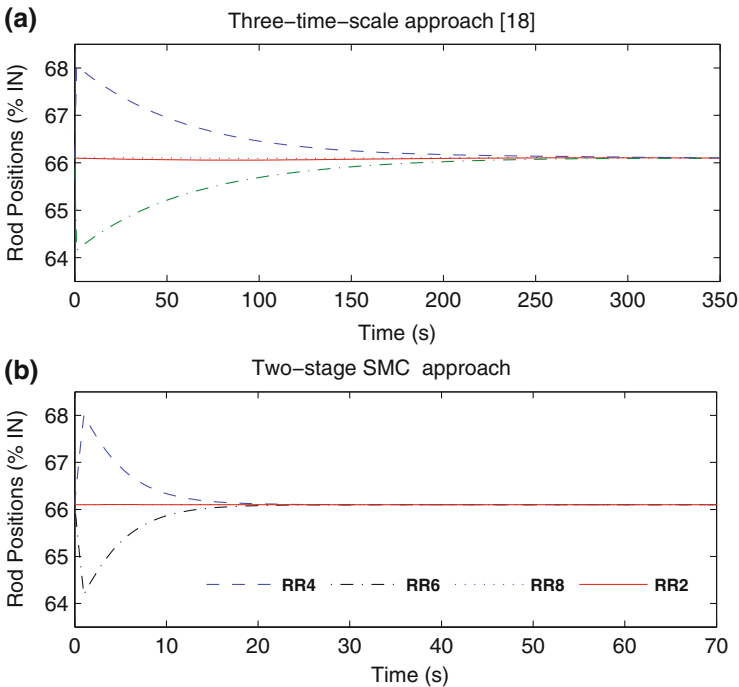 (a)
Three-time-scale approach [18]
Rod Positions (% IN)
68
67
66
65
64
0 50 100 150 200 250 300 350
Time (s)
(b)
Two-stage SMC approach
Rod Positions (% IN)
68
67
66
65
64
RR4 RR6 RR8 RR2
0 10 20 30 40 50 60 70
Time (s)